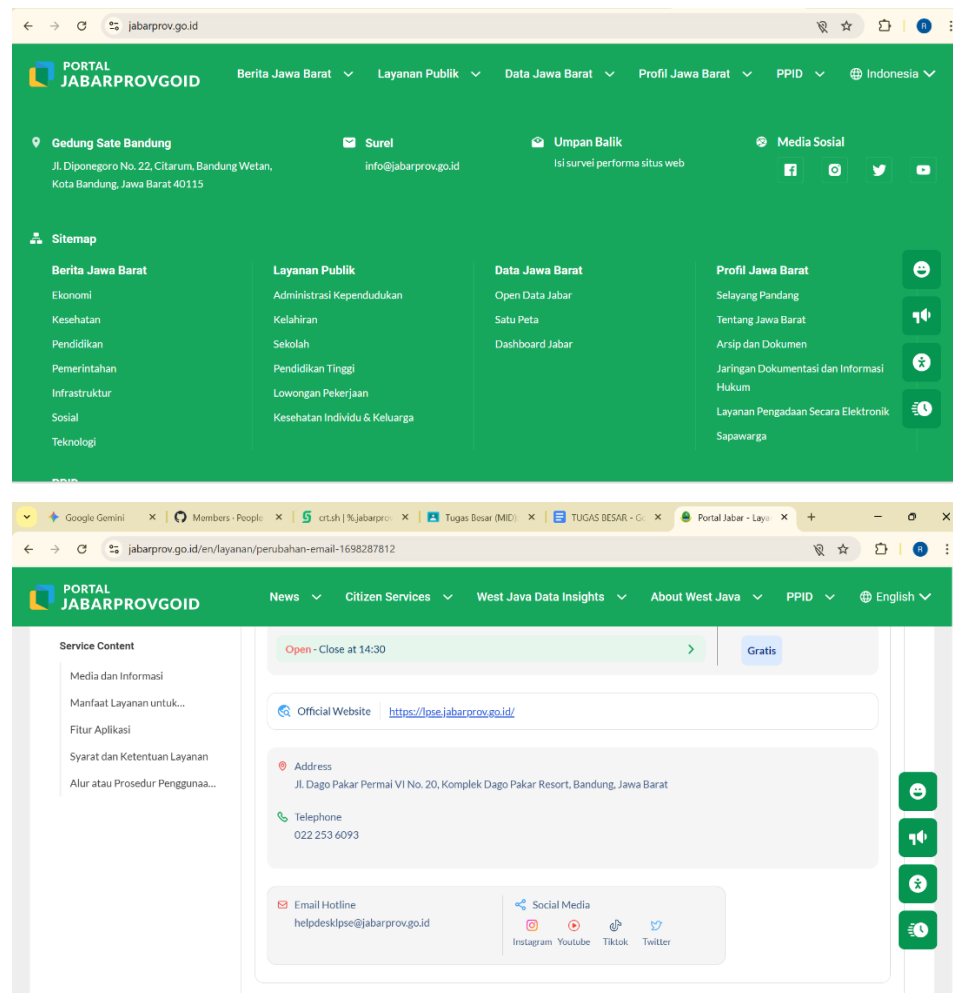 jabarprov.go.id
R
PORTAL
JABARPROVGOID
Berita Jawa Barat
Layanan Publik
Data Jawa Barat
Profil Jawa Barat
PPID
Indonesia
Gedung Sate Bandung
Jl. Diponegoro No. 22, Citarum, Bandung Wetan,
Kota Bandung, Jawa Barat 40115
Surel
info@jabarprov.go.id
Umpan Balik
Isi survei performa situs web
Media Sosial
Sitemap
Berita Jawa Barat
Ekonomi
Kesehatan
Pendidikan
Pemerintahan
Infrastruktur
Sosial
Teknologi
Layanan Publik
Administrasi Kependudukan
Kelahiran
Sekolah
Pendidikan Tinggi
Lowongan Pekerjaan
Kesehatan Individu & Keluarga
Data Jawa Barat
Open Data Jabar
Satu Peta
Dashboard Jabar
Profil Jawa Barat
Selayang Pandang
Tentang Jawa Barat
Arsip dan Dokumen
Jaringan Dokumentasi dan Informasi
Hukum
Layanan Pengadaan Secara Elektronik
Sapawarga
PPID
Google Gemini
Members · People
crt.sh | %.jabarprov
Tugas Besar (MID)
TUGAS BESAR - G
Portal Jabar - Laya
jabarprov.go.id/en/layanan/perubahan-email-1698287812
R
PORTAL
JABARPROVGOID
News
Citizen Services
West Java Data Insights
About West Java
PPID
English
Service Content
Media dan Informasi
Manfaat Layanan untuk...
Fitur Aplikasi
Syarat dan Ketentuan Layanan
Alur atau Prosedur Penggunaa...
Open - Close at 14:30
Gratis
Official Website
https://lpse.jabarprov.go.id/
Address
Jl. Dago Pakar Permai VI No. 20, Komplek Dago Pakar Resort, Bandung, Jawa Barat
Telephone
022 253 6093
Email Hotline
helpdesklpse@jabarprov.go.id
Social Media
Instagram Youtube Tiktok Twitter